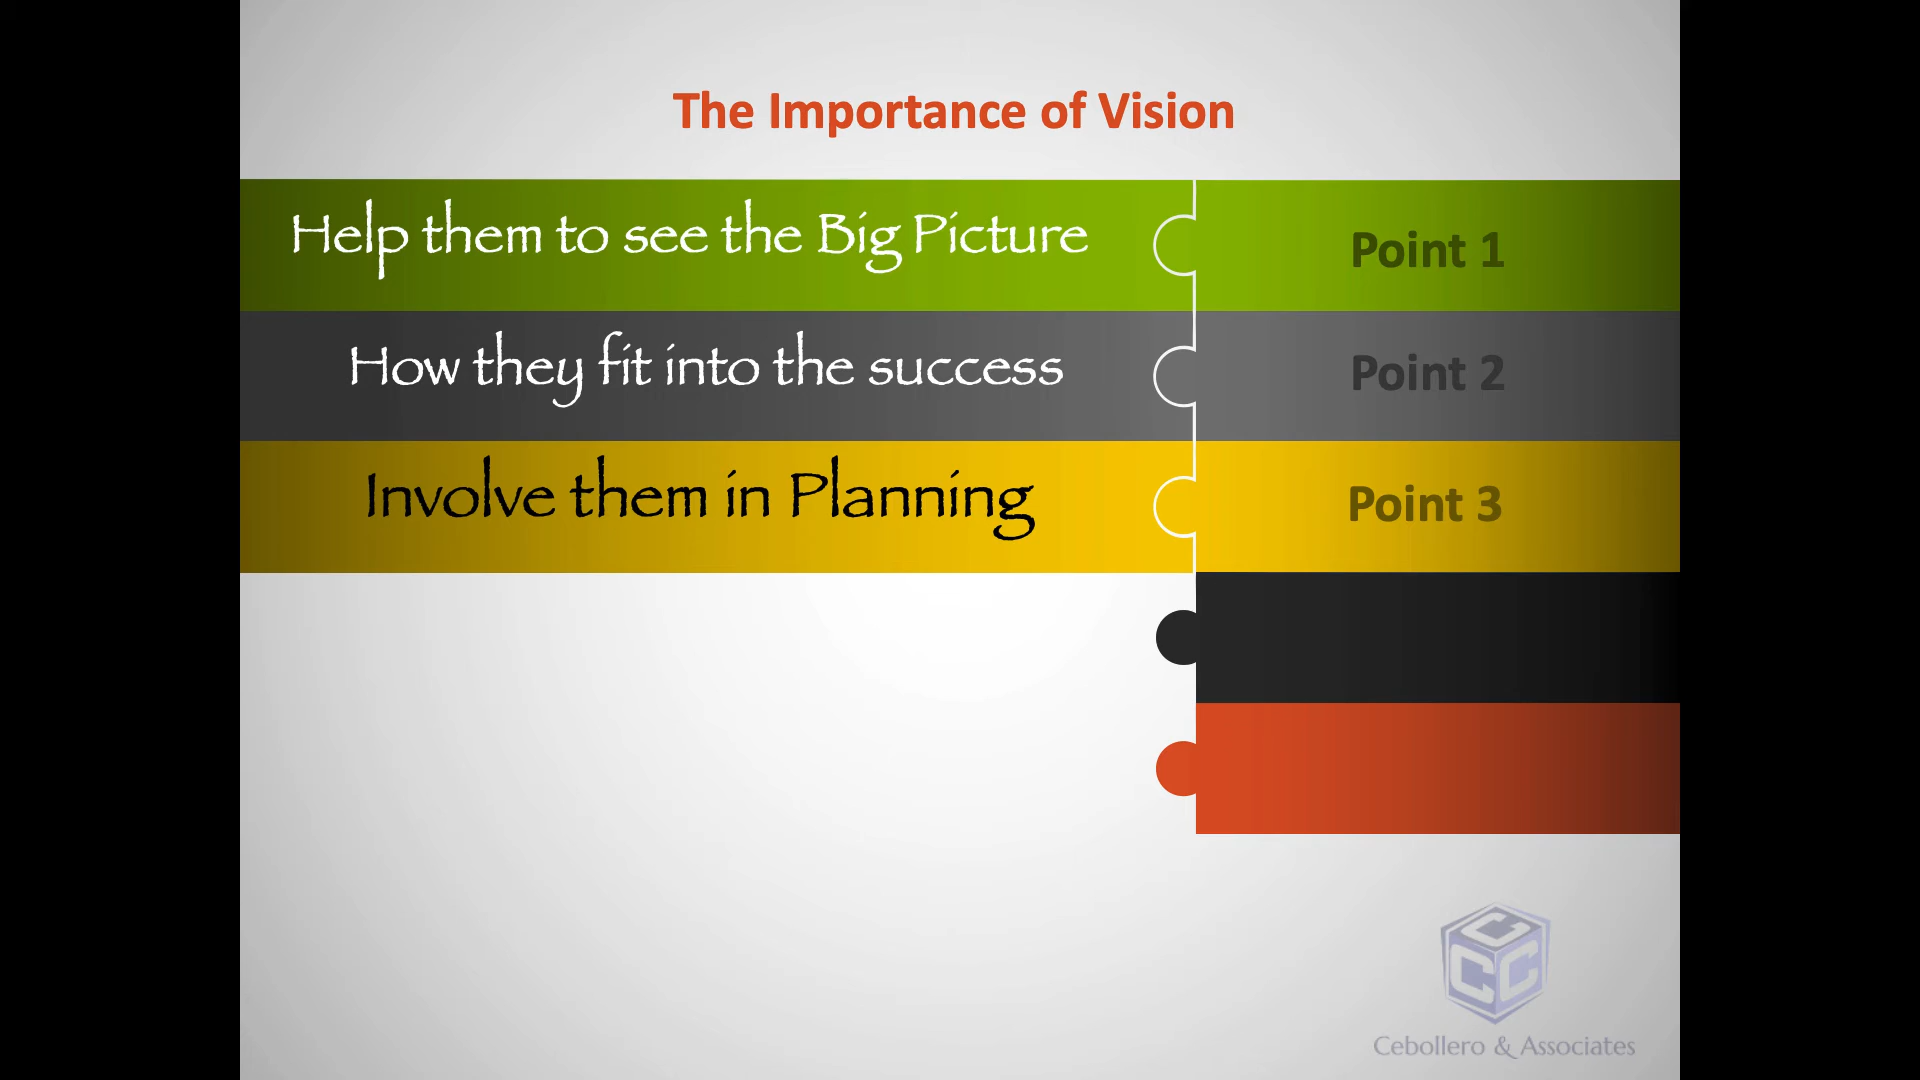 The Importance of Vision
Help them to see the Big Picture
Point 1
How they fit into the success
Point 2
Involve them in Planning
Point 3
CCC
Cebollero & Associates